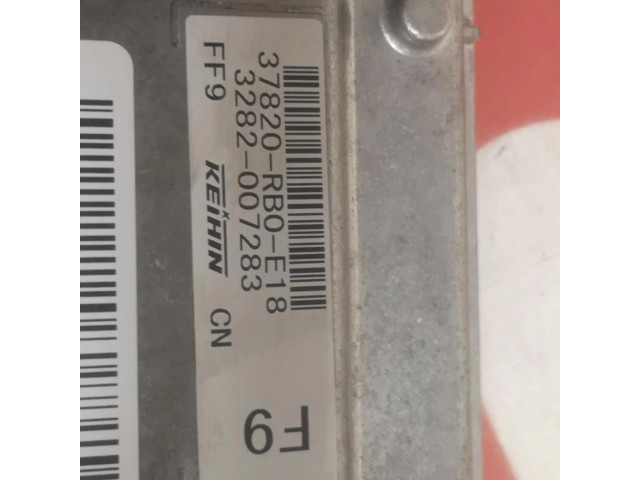 37820-RB0-E18
3282-007283
FF9 KEIHIN CN
F9